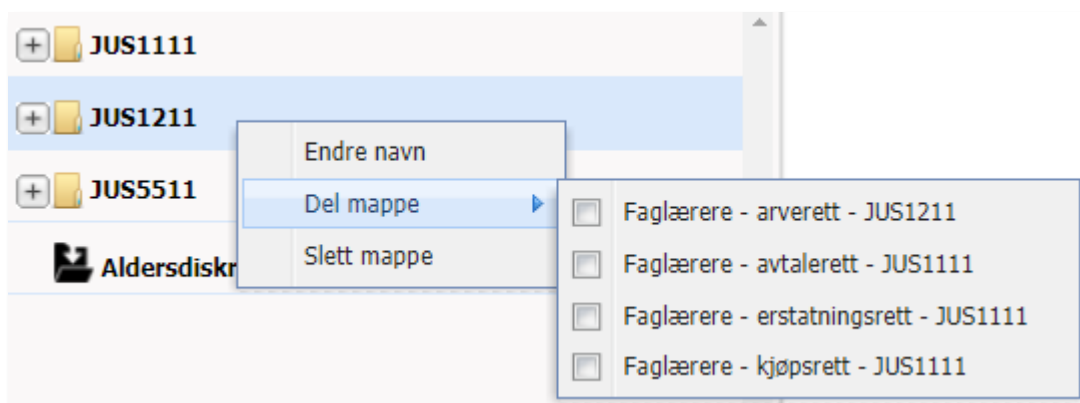 JUS1111
JUS1211
Endre navn
JUS5511
Del mappe
Faglærere - arverett - JUS1211
Aldersdiskr
Slett mappe
Faglærere - avtalerett - JUS1111
Faglærere - erstatningsrett - JUS1111
Faglærere - kjøpsrett - JUS1111